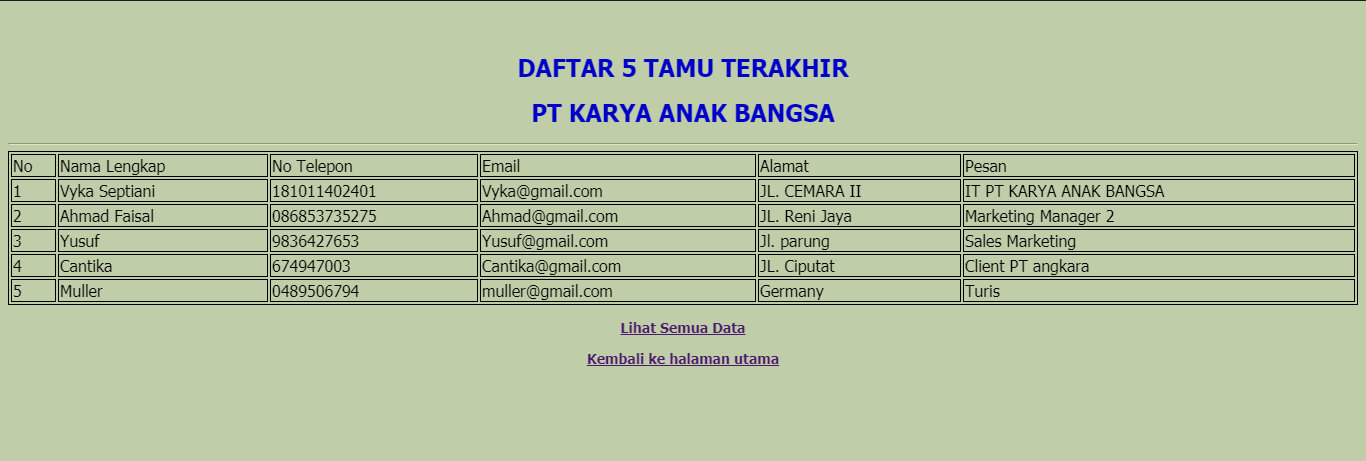 DAFTAR 5 TAMU TERAKHIR
PT KARYA ANAK BANGSA
No Nama Lengkap No Telepon Email Alamat Pesan
1 Vyka Septiani 181011402401 Vyka@gmail.com JL. CEMARA II IT PT KARYA ANAK BANGSA
2 Ahmad Faisal 086853735275 Ahmad@gmail.com JL. Reni Jaya Marketing Manager 2
3 Yusuf 9836427653 Yusuf@gmail.com Jl. parung Sales Marketing
4 Cantika 674947003 Cantika@gmail.com JL. Ciputat Client PT angkara
5 Muller 0489506794 muller@gmail.com Germany Turis
Lihat Semua Data
Kembali ke halaman utama